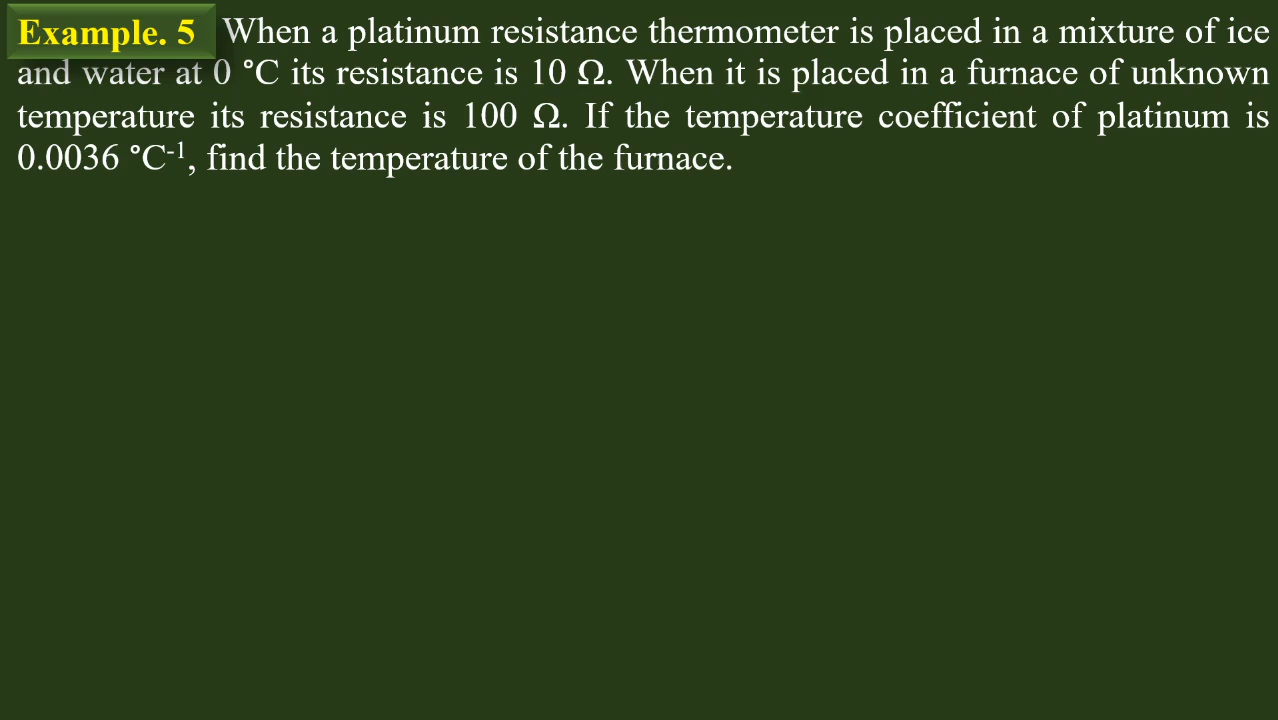 Example. 5 When a platinum resistance thermometer is placed in a mixture of ice
and water at 0 °C its resistance is 10 Ω. When it is placed in a furnace of unknown
temperature its resistance is 100 Ω. If the temperature coefficient of platinum is
0.0036 °C⁻¹, find the temperature of the furnace.